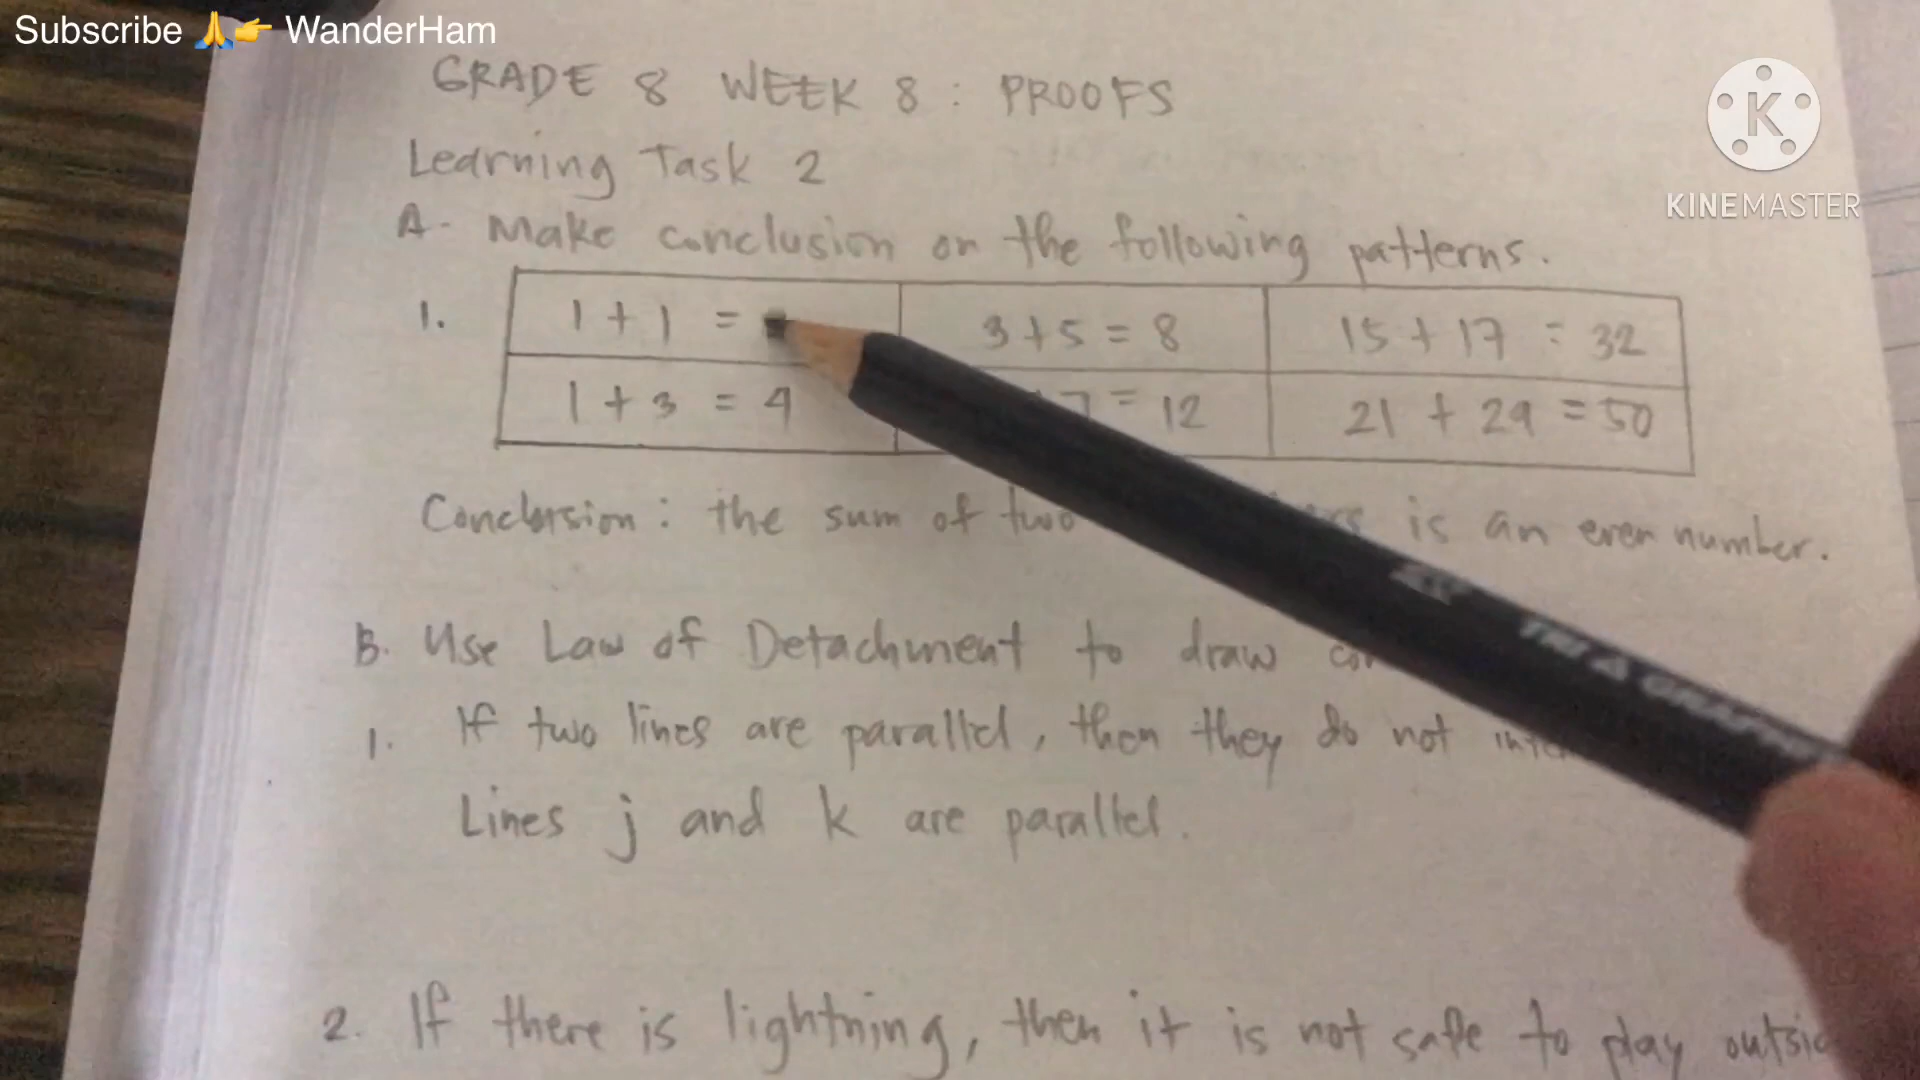 Subscribe 🙏👉 WanderHam
K
KINEMASTER
GRADE 8 WEEK 8 : PROOFS
Learning Task 2
A. Make conclusion on the following patterns.
1. 1 + 1 = 3 + 5 = 8 15 + 17 = 32
1 + 3 = 4 = 12 21 + 29 = 50
Conclusion : the sum of two is an even number.
B. Use Law of Detachment to draw
1. If two lines are parallel, then they do not
Lines j and k are parallel.
2. If there is lightning, then it is not safe to play